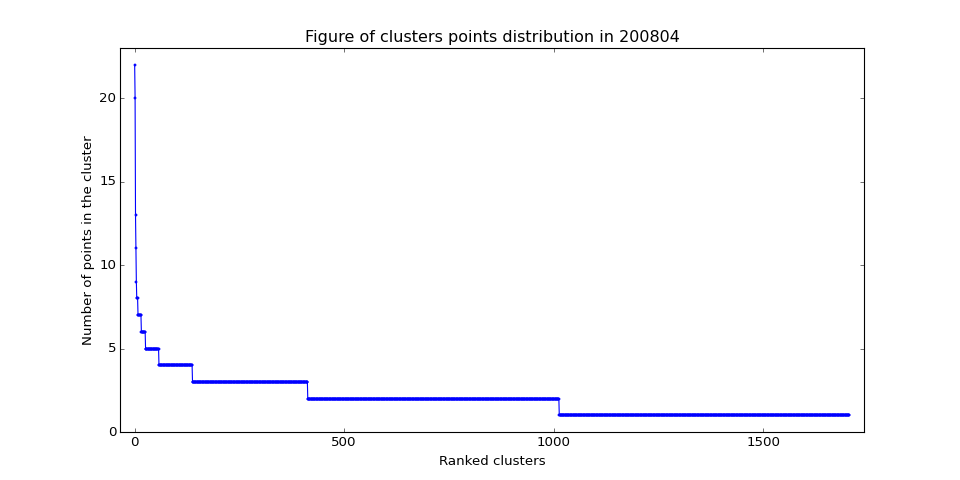 Figure of clusters points distribution in 200804
Number of points in the cluster
20
15
10
5
0
0 500 1000 1500
Ranked clusters